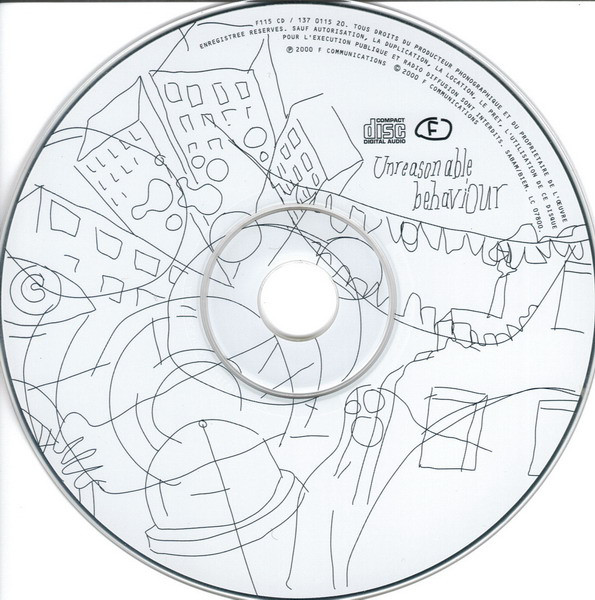 F115 CD / 137 0115 20. TOUS DROITS DU PRODUCTEUR PHONOGRAPHIQUE ET DU PROPRIETAIRE DE L'ŒUVRE
ENREGISTREE RESERVES. SAUF AUTORISATION, LA DUPLICATION, LA LOCATION, LE PRET, L'UTILISATION DE CE DISQUE
POUR L'EXECUTION PUBLIQUE ET RADIO DIFFUSION SONT INTERDITS. SABAM/BIEM. LC 07800.
℗ 2000 F COMMUNICATIONS © 2000 F COMMUNICATIONS
COMPACT
disc
DIGITAL AUDIO
F
Unreasonable
behaviour